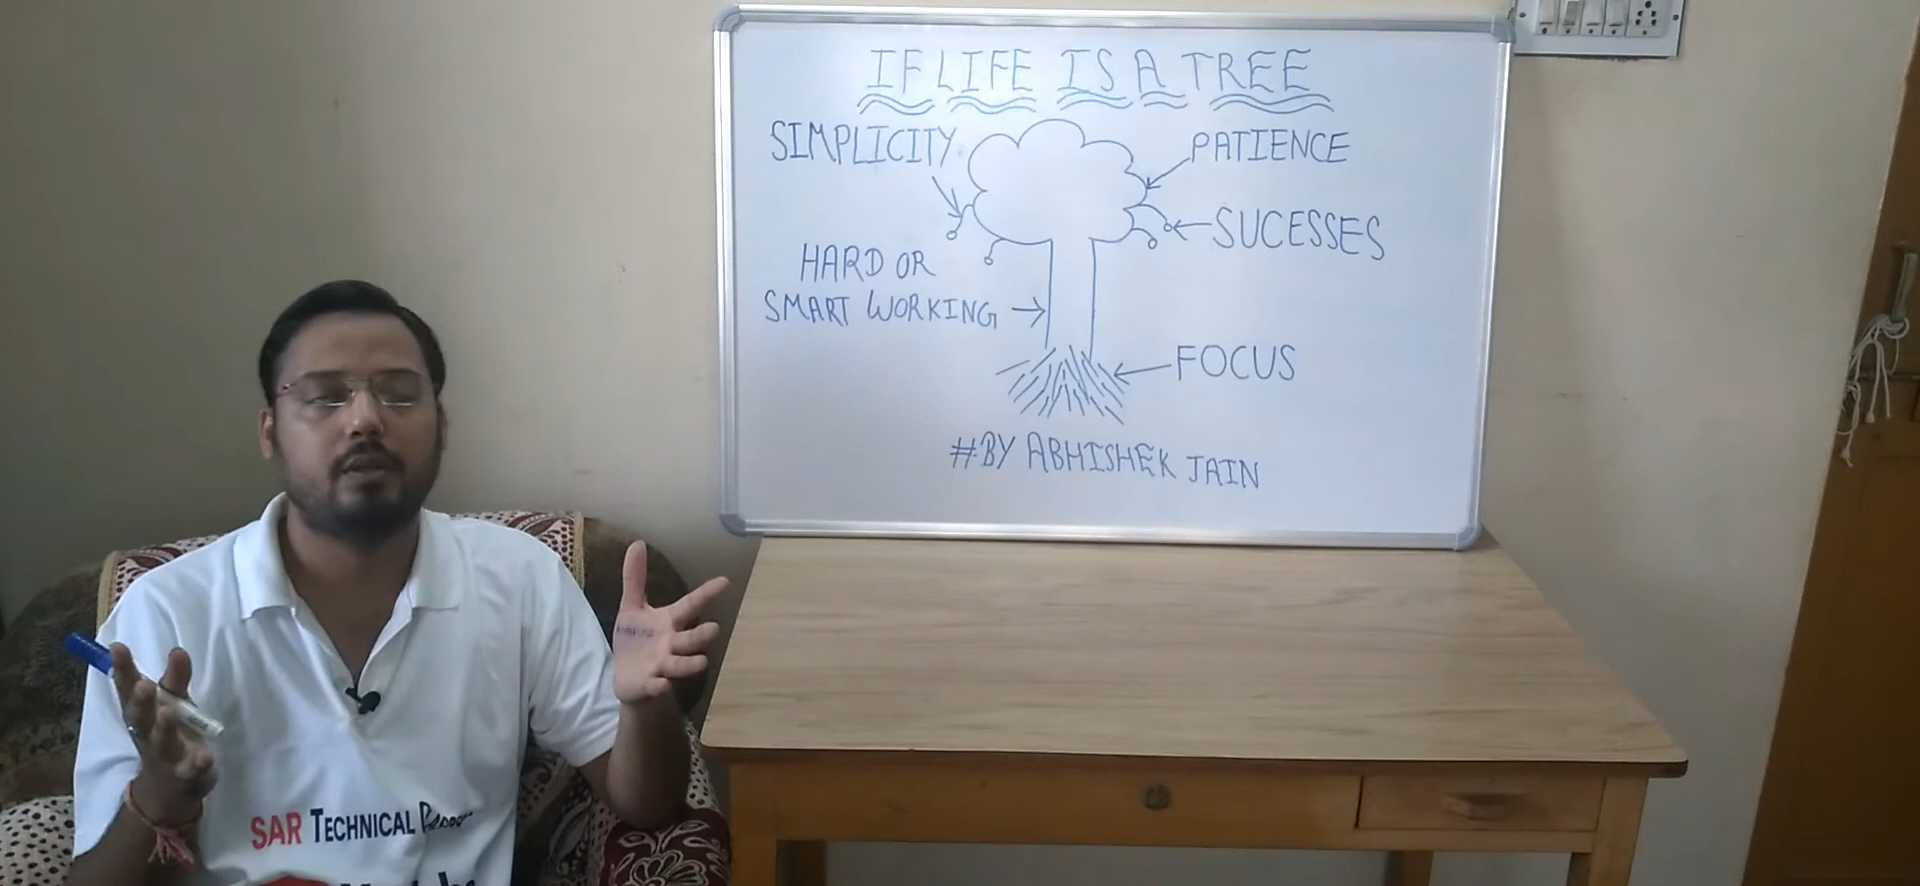 IF LIFE IS A TREE
SIMPLICITY
PATIENCE
SUCESSES
HARD OR
SMART WORKING
FOCUS
#BY ABHISHEK JAIN
SAR TECHNICAL